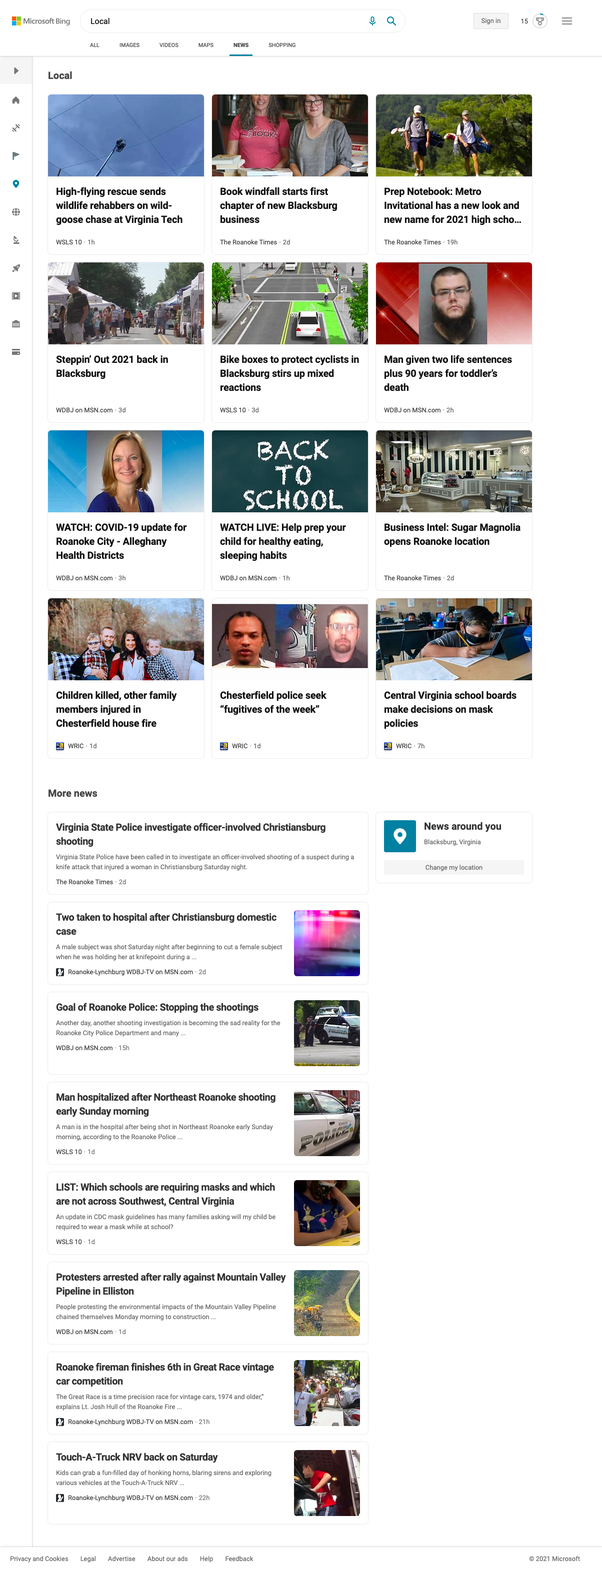 Microsoft Bing
Local
Sign in
15
ALL
IMAGES
VIDEOS
MAPS
NEWS
SHOPPING
Local
High-flying rescue sends
wildlife rehabbers on wild-
goose chase at Virginia Tech
WSLS 10 · 1h
Book windfall starts first
chapter of new Blacksburg
business
The Roanoke Times · 2d
Prep Notebook: Metro
Invitational has a new look and
new name for 2021 high scho...
The Roanoke Times · 19h
Steppin' Out 2021 back in
Blacksburg
WDBJ on MSN.com · 3d
Bike boxes to protect cyclists in
Blacksburg stirs up mixed
reactions
WSLS 10 · 3d
Man given two life sentences
plus 90 years for toddler's
death
WDBJ on MSN.com · 2h
WATCH: COVID-19 update for
Roanoke City - Alleghany
Health Districts
WDBJ on MSN.com · 3h
BACK
TO
SCHOOL
WATCH LIVE: Help prep your
child for healthy eating,
sleeping habits
WDBJ on MSN.com · 1h
Business Intel: Sugar Magnolia
opens Roanoke location
The Roanoke Times · 2d
Children killed, other family
members injured in
Chesterfield house fire
WRIC · 1d
Chesterfield police seek
“fugitives of the week”
WRIC · 1d
Central Virginia school boards
make decisions on mask
policies
WRIC · 7h
More news
Virginia State Police investigate officer-involved Christiansburg
shooting
Virginia State Police have been called in to investigate an officer-involved shooting of a suspect during a
knife attack that injured a woman in Christiansburg Saturday night.
The Roanoke Times · 2d
News around you
Blacksburg, Virginia
Change my location
Two taken to hospital after Christiansburg domestic
case
A male subject was shot Saturday night after beginning to cut a female subject
when he was holding her at knifepoint during a ...
Roanoke-Lynchburg WDBJ-TV on MSN.com · 2d
Goal of Roanoke Police: Stopping the shootings
Another day, another shooting investigation is becoming the sad reality for the
Roanoke City Police Department and many ...
WDBJ on MSN.com · 15h
Man hospitalized after Northeast Roanoke shooting
early Sunday morning
A man is in the hospital after being shot in Northeast Roanoke early Sunday
morning, according to the Roanoke Police ...
WSLS 10 · 1d
POLICE
LIST: Which schools are requiring masks and which
are not across Southwest, Central Virginia
An update in CDC mask guidelines has many families asking will my child be
required to wear a mask while at school?
WSLS 10 · 1d
Protesters arrested after rally against Mountain Valley
Pipeline in Elliston
People protesting the environmental impacts of the Mountain Valley Pipeline
chained themselves Monday morning to construction ...
WDBJ on MSN.com · 1d
Roanoke fireman finishes 6th in Great Race vintage
car competition
The Great Race is a time precision race for vintage cars, 1974 and older,"
explains Lt. Josh Hull of the Roanoke Fire ...
Roanoke-Lynchburg WDBJ-TV on MSN.com · 21h
Touch-A-Truck NRV back on Saturday
Kids can grab a fun-filled day of honking horns, blaring sirens and exploring
various vehicles at the Touch-A-Truck NRV ...
Roanoke-Lynchburg WDBJ-TV on MSN.com · 22h
Privacy and Cookies
Legal
Advertise
About our ads
Help
Feedback
© 2021 Microsoft